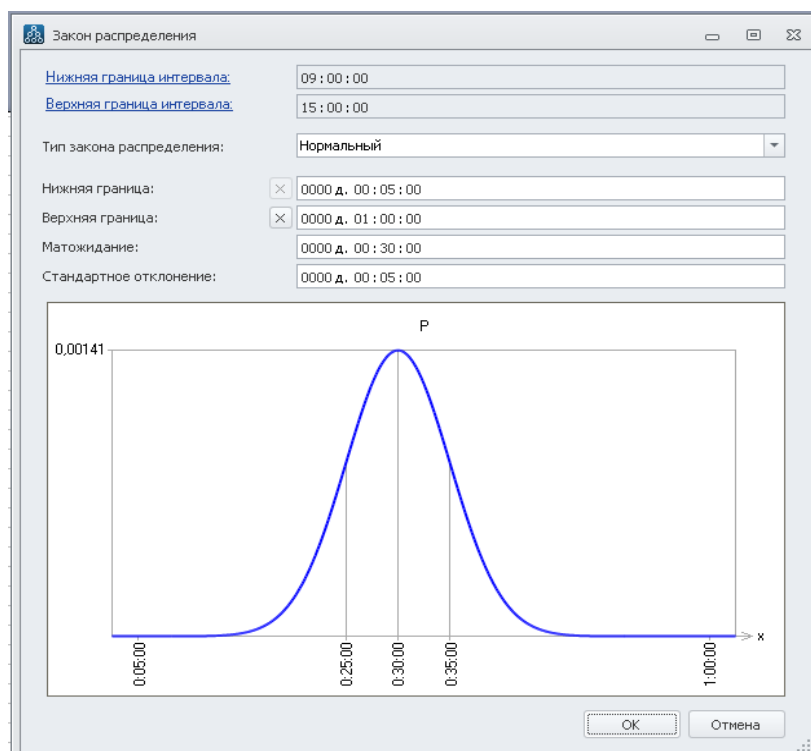 Закон распределения
Нижняя граница интервала: 09:00:00
Верхняя граница интервала: 15:00:00
Тип закона распределения: Нормальный
Нижняя граница: 0000 д. 00:05:00
Верхняя граница: 0000 д. 01:00:00
Матожидание: 0000 д. 00:30:00
Стандартное отклонение: 0000 д. 00:05:00
P
0,00141
x
0:05:00
0:25:00
0:30:00
0:35:00
1:00:00
OK Отмена